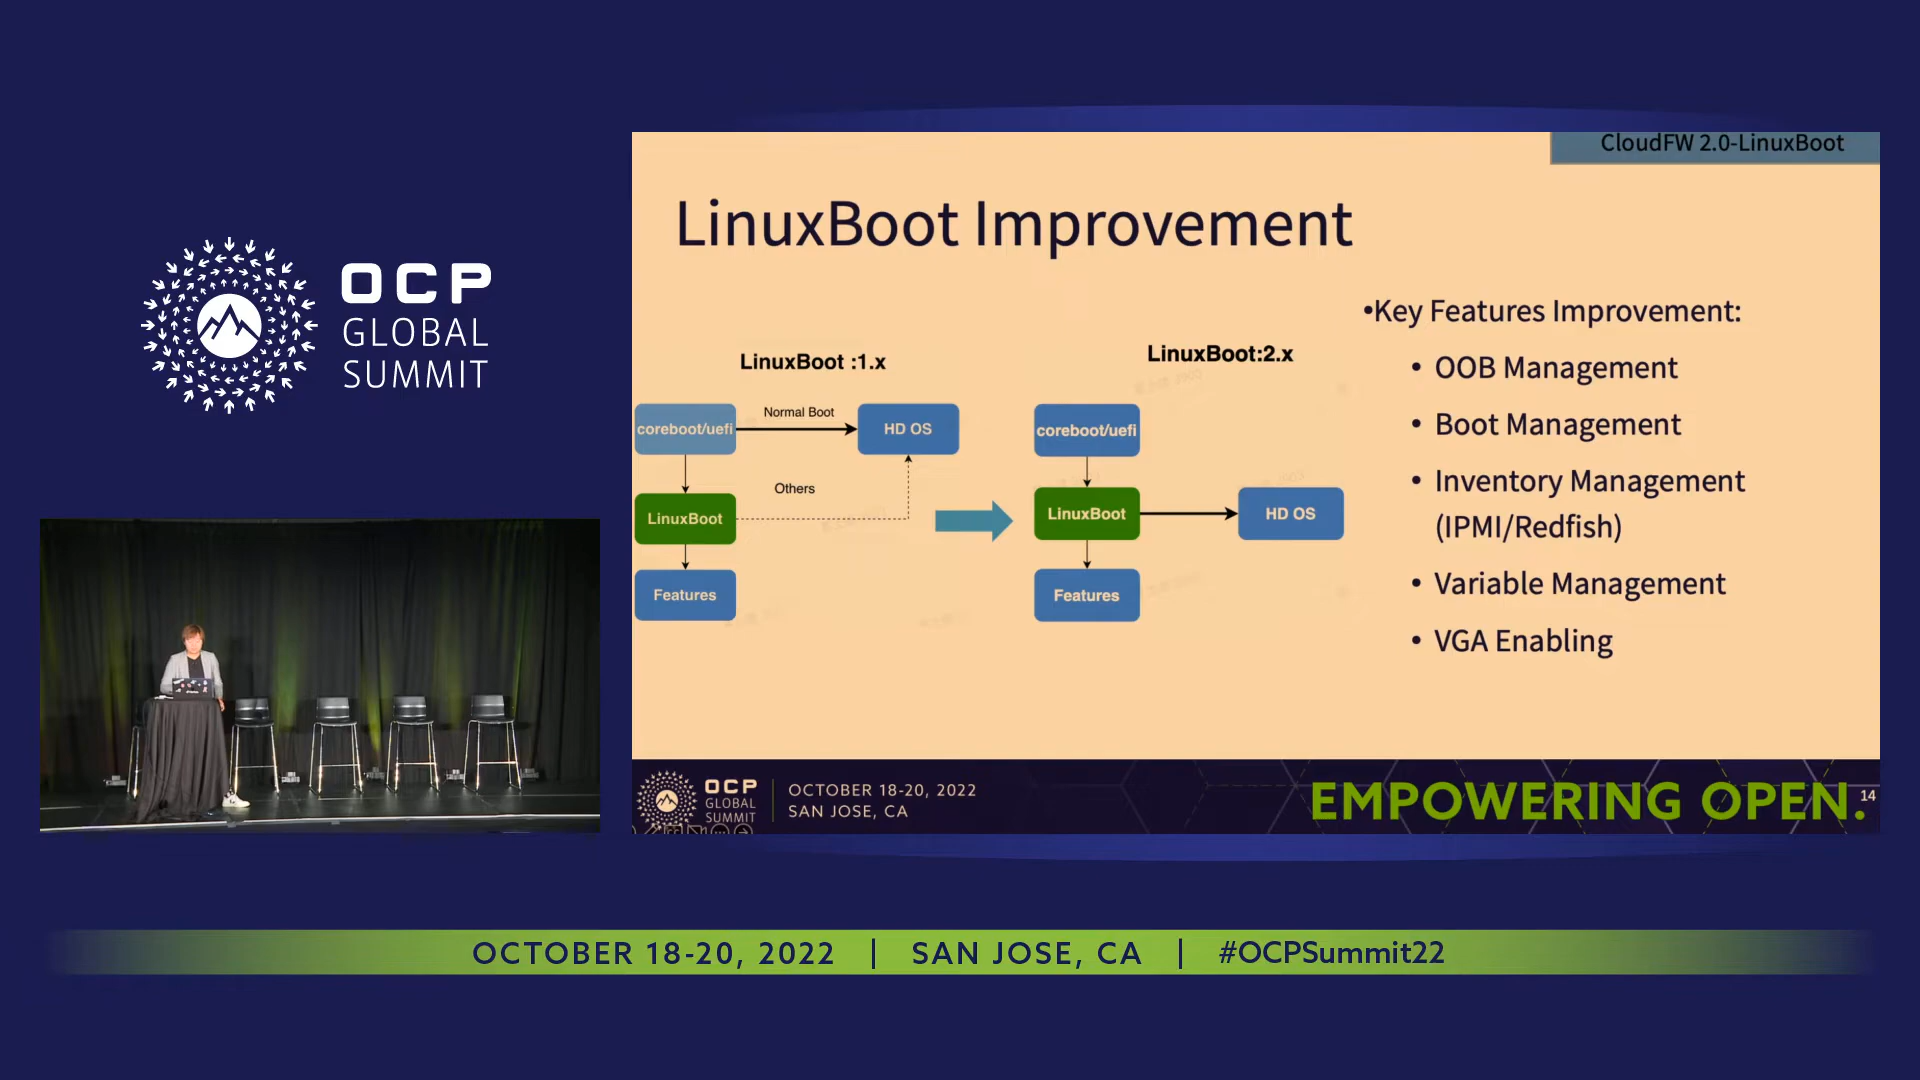 OCP
GLOBAL
SUMMIT
CloudFW 2.0-LinuxBoot
LinuxBoot Improvement
LinuxBoot :1.x
coreboot/uefi
Normal Boot
HD OS
Others
LinuxBoot
Features
LinuxBoot:2.x
coreboot/uefi
LinuxBoot
HD OS
Features
•Key Features Improvement:
• OOB Management
• Boot Management
• Inventory Management
(IPMI/Redfish)
• Variable Management
• VGA Enabling
OCP
GLOBAL
SUMMIT
OCTOBER 18-20, 2022
SAN JOSE, CA
EMPOWERING OPEN.
14
OCTOBER 18-20, 2022 | SAN JOSE, CA | #OCPSummit22